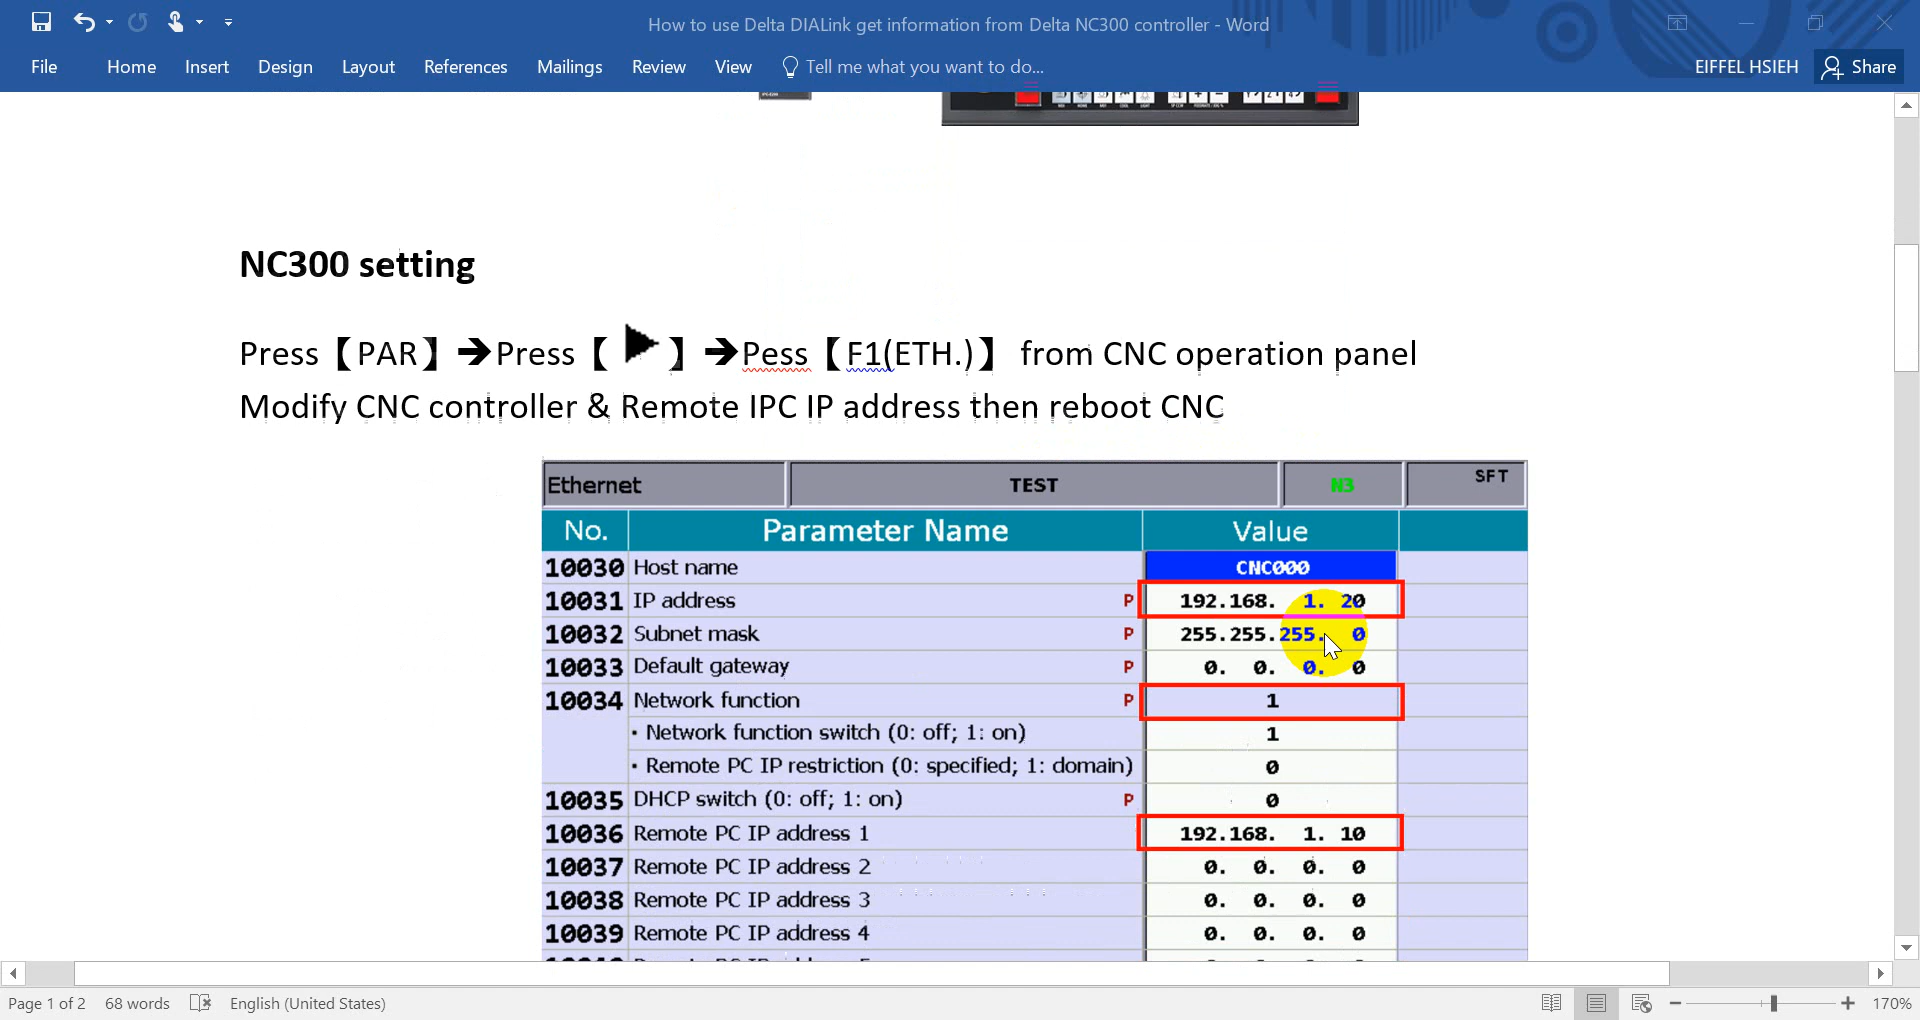 How to use Delta DIALink get information from Delta NC300 controller - Word
File Home Insert Design Layout References Mailings Review View Tell me what you want to do... EIFFEL HSIEH Share
NC300 setting
Press【PAR】➔Press【▶】➔Pess【F1(ETH.)】 from CNC operation panel
Modify CNC controller & Remote IPC IP address then reboot CNC
Ethernet TEST N3 SFT
No. Parameter Name Value
10030 Host name CNC000
10031 IP address P 192.168. 1. 20
10032 Subnet mask P 255.255.255. 0
10033 Default gateway P 0. 0. 0. 0
10034 Network function P 1
• Network function switch (0: off; 1: on) 1
• Remote PC IP restriction (0: specified; 1: domain) 0
10035 DHCP switch (0: off; 1: on) P 0
10036 Remote PC IP address 1 192.168. 1. 10
10037 Remote PC IP address 2 0. 0. 0. 0
10038 Remote PC IP address 3 0. 0. 0. 0
10039 Remote PC IP address 4 0. 0. 0. 0
Page 1 of 2 68 words English (United States) 170%